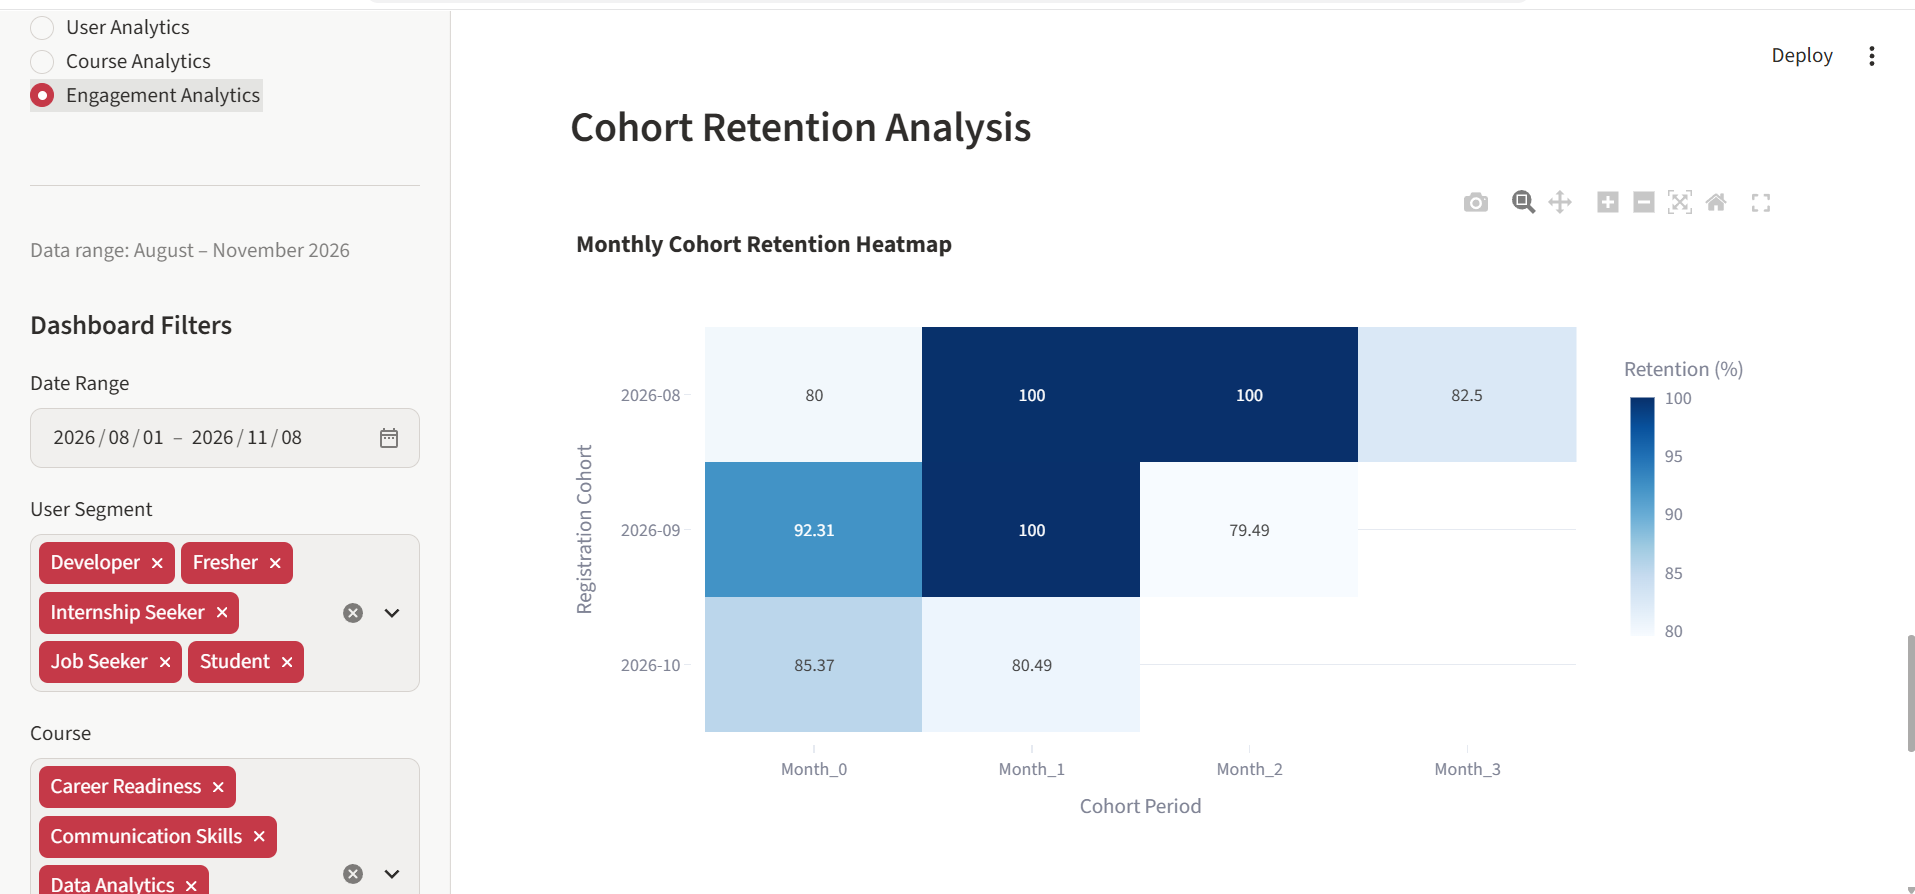 User Analytics
Course Analytics
Engagement Analytics
Data range: August – November 2026
Dashboard Filters
Date Range
2026/08/01 – 2026/11/08
User Segment
Developer ×
Fresher ×
Internship Seeker ×
Job Seeker ×
Student ×
Course
Career Readiness ×
Communication Skills ×
Data Analytics ×
Deploy
Cohort Retention Analysis
Monthly Cohort Retention Heatmap
Registration Cohort
2026-08
80
100
100
82.5
2026-09
92.31
100
79.49
2026-10
85.37
80.49
Month_0
Month_1
Month_2
Month_3
Cohort Period
Retention (%)
100
95
90
85
80